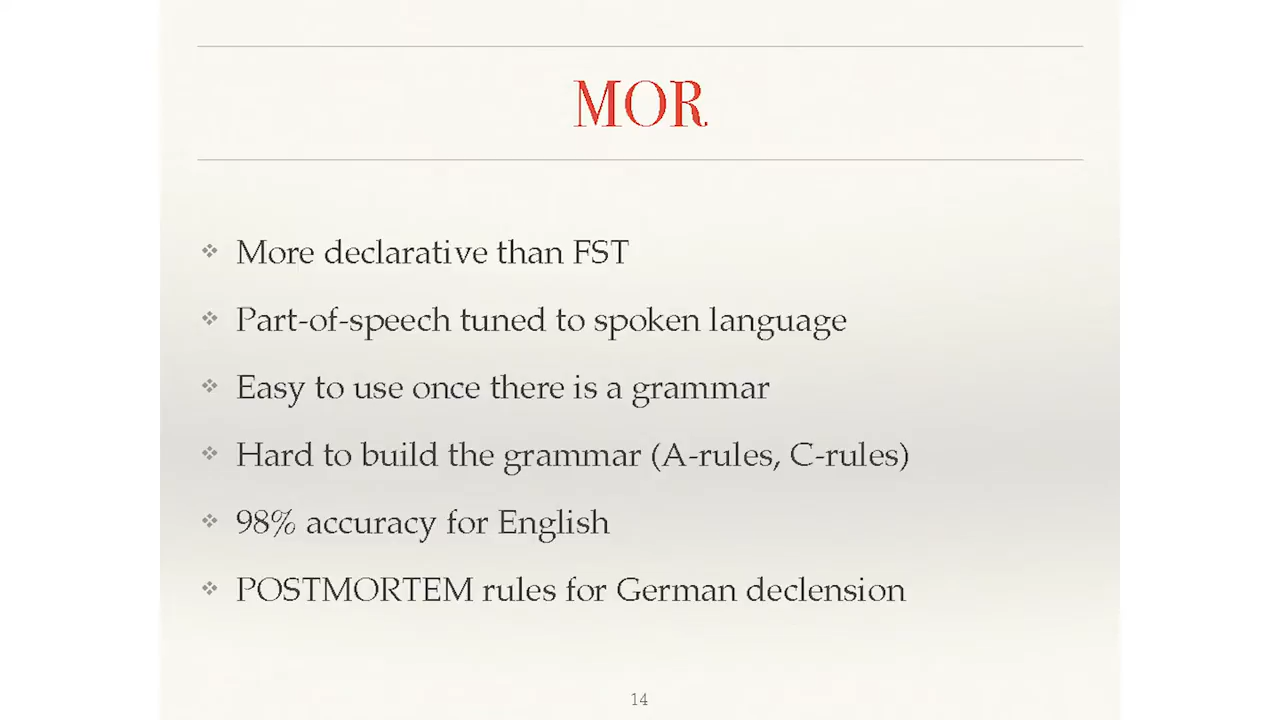 MOR
More declarative than FST
Part-of-speech tuned to spoken language
Easy to use once there is a grammar
Hard to build the grammar (A-rules, C-rules)
98% accuracy for English
POSTMORTEM rules for German declension
14